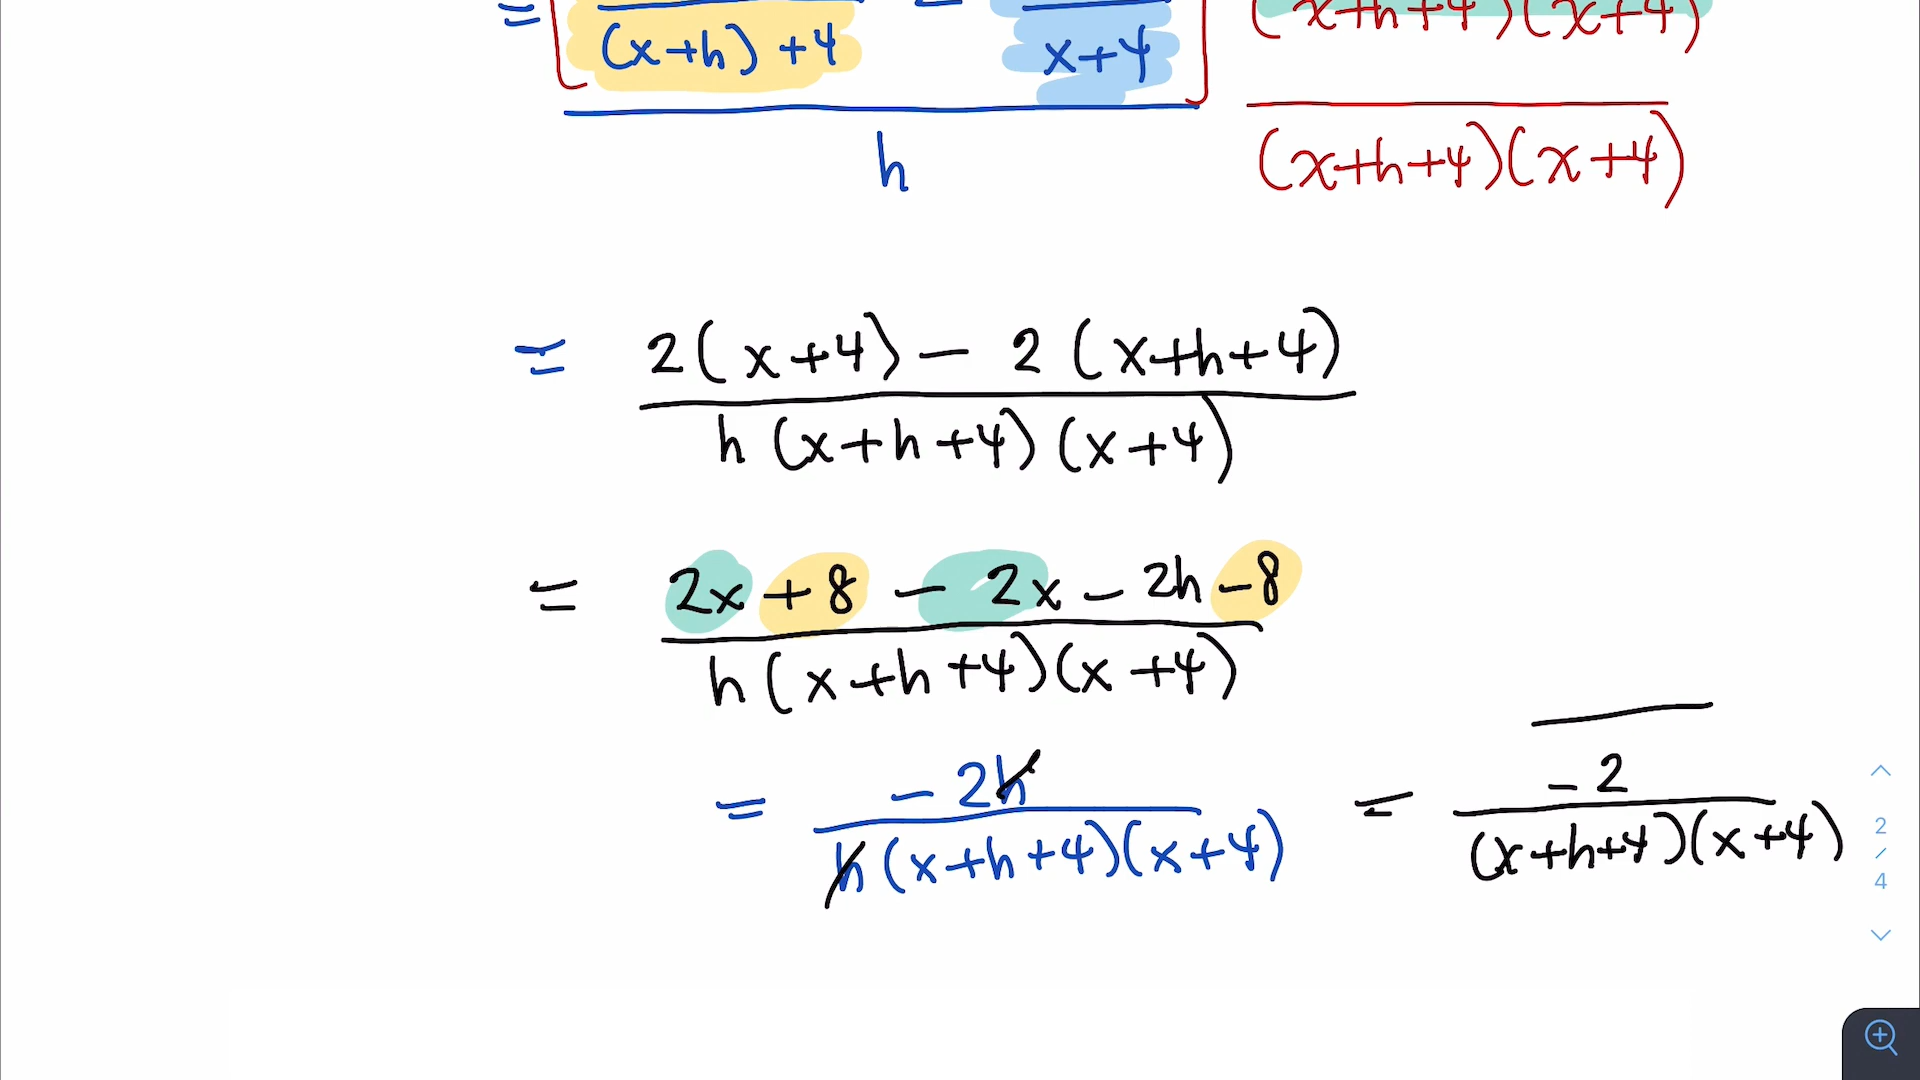 = (x+h) + 4 − x+4 (x+h+4)(x+4)
h (x+h+4)(x+4)
= 2(x+4) − 2(x+h+4)
h(x+h+4)(x+4)
= 2x + 8 − 2x − 2h − 8
h(x+h+4)(x+4)
= −2h = −2
h(x+h+4)(x+4) (x+h+4)(x+4)
2
/
4